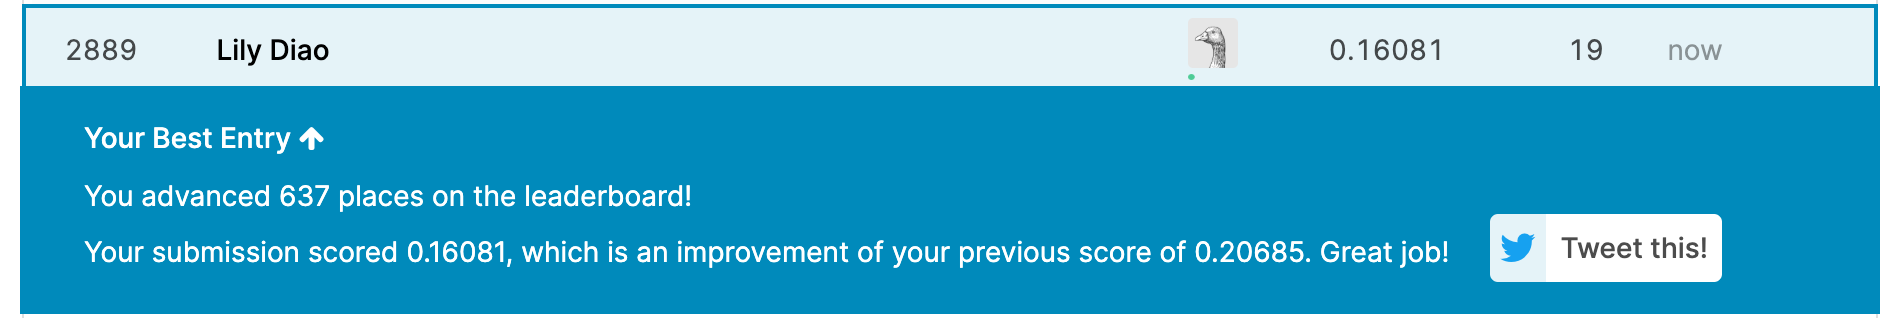 2889 Lily Diao 0.16081 19 now
Your Best Entry
You advanced 637 places on the leaderboard!
Your submission scored 0.16081, which is an improvement of your previous score of 0.20685. Great job!
Tweet this!